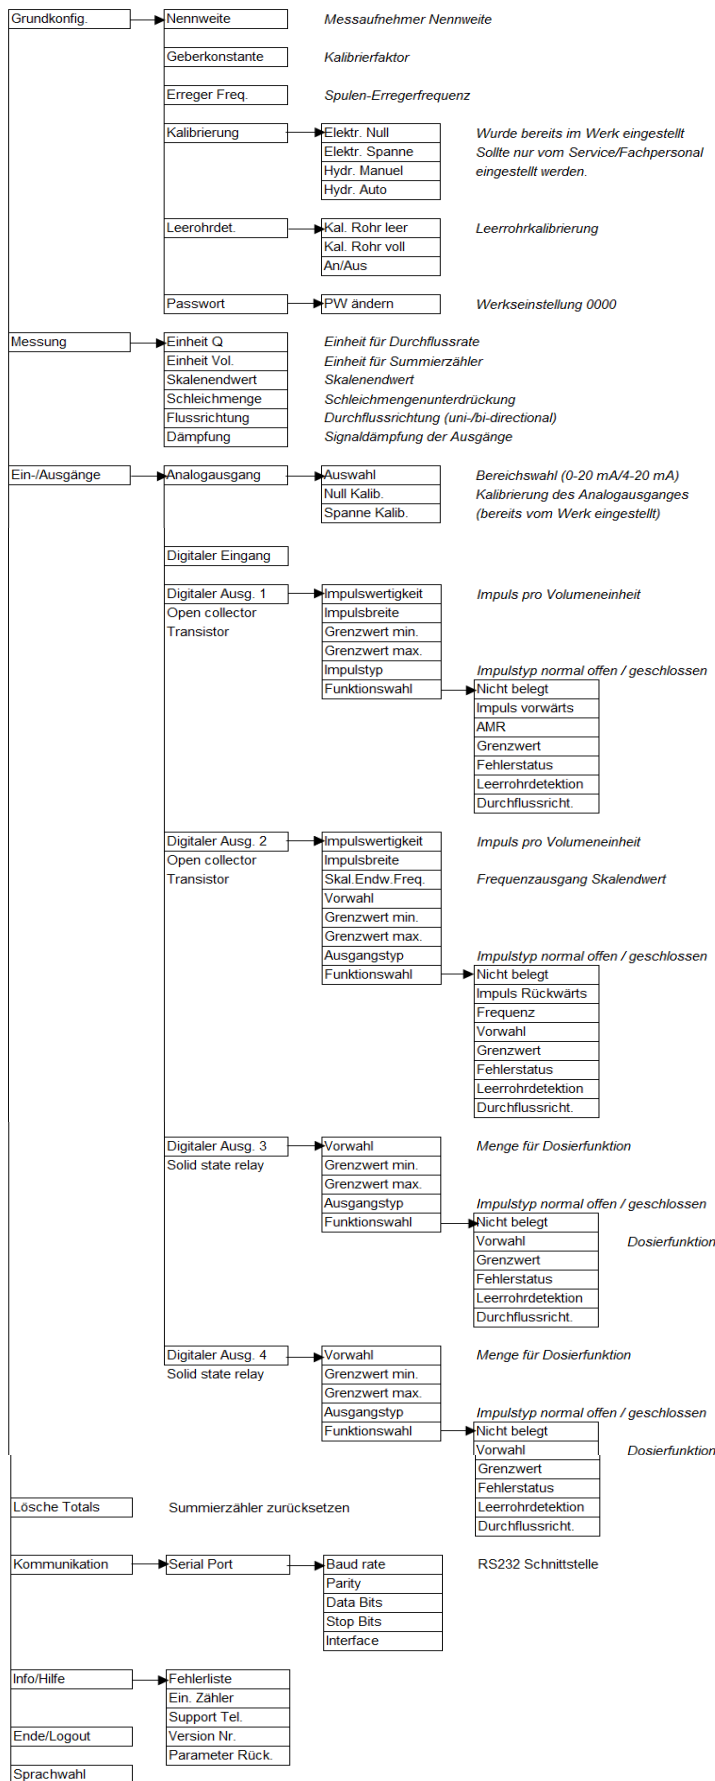 Grundkonfig. Nennweite Messaufnehmer Nennweite
Geberkonstante Kalibrierfaktor
Erreger Freq. Spulen-Erregerfrequenz
Kalibrierung Elektr. Null Wurde bereits im Werk eingestellt
Elektr. Spanne Sollte nur vom Service/Fachpersonal
Hydr. Manuel eingestellt werden.
Hydr. Auto
Leerohrdet. Kal. Rohr leer Leerrohrkalibrierung
Kal. Rohr voll
An/Aus
Passwort PW ändern Werkseinstellung 0000
Messung Einheit Q Einheit für Durchflussrate
Einheit Vol. Einheit für Summierzähler
Skalenendwert Skalenendwert
Schleichmenge Schleichmengenunterdrückung
Flussrichtung Durchflussrichtung (uni-/bi-directional)
Dämpfung Signaldämpfung der Ausgänge
Ein-/Ausgänge Analogausgang Auswahl Bereichswahl (0-20 mA/4-20 mA)
Null Kalib. Kalibrierung des Analogausganges
Spanne Kalib. (bereits vom Werk eingestellt)
Digitaler Eingang
Digitaler Ausg. 1 Impulswertigkeit Impuls pro Volumeneinheit
Open collector Impulsbreite
Transistor Grenzwert min.
Grenzwert max.
Impulstyp Impulstyp normal offen / geschlossen
Funktionswahl Nicht belegt
Impuls vorwärts
AMR
Grenzwert
Fehlerstatus
Leerrohrdetektion
Durchflussricht.
Digitaler Ausg. 2 Impulswertigkeit Impuls pro Volumeneinheit
Open collector Impulsbreite
Transistor Skal.Endw.Freq. Frequenzausgang Skalendwert
Vorwahl
Grenzwert min.
Grenzwert max.
Ausgangstyp Impulstyp normal offen / geschlossen
Funktionswahl Nicht belegt
Impuls Rückwärts
Frequenz
Vorwahl
Grenzwert
Fehlerstatus
Leerrohrdetektion
Durchflussricht.
Digitaler Ausg. 3 Vorwahl Menge für Dosierfunktion
Solid state relay Grenzwert min.
Grenzwert max.
Ausgangstyp Impulstyp normal offen / geschlossen
Funktionswahl Nicht belegt
Vorwahl Dosierfunktion
Grenzwert
Fehlerstatus
Leerrohrdetektion
Durchflussricht.
Digitaler Ausg. 4 Vorwahl Menge für Dosierfunktion
Solid state relay Grenzwert min.
Grenzwert max.
Ausgangstyp Impulstyp normal offen / geschlossen
Funktionswahl Nicht belegt
Vorwahl Dosierfunktion
Grenzwert
Fehlerstatus
Lösche Totals Summierzähler zurücksetzen Leerrohrdetektion
Durchflussricht.
Kommunikation Serial Port Baud rate RS232 Schnittstelle
Parity
Data Bits
Stop Bits
Interface
Info/Hilfe Fehlerliste
Ein. Zähler
Support Tel.
Ende/Logout Version Nr.
Parameter Rück.
Sprachwahl